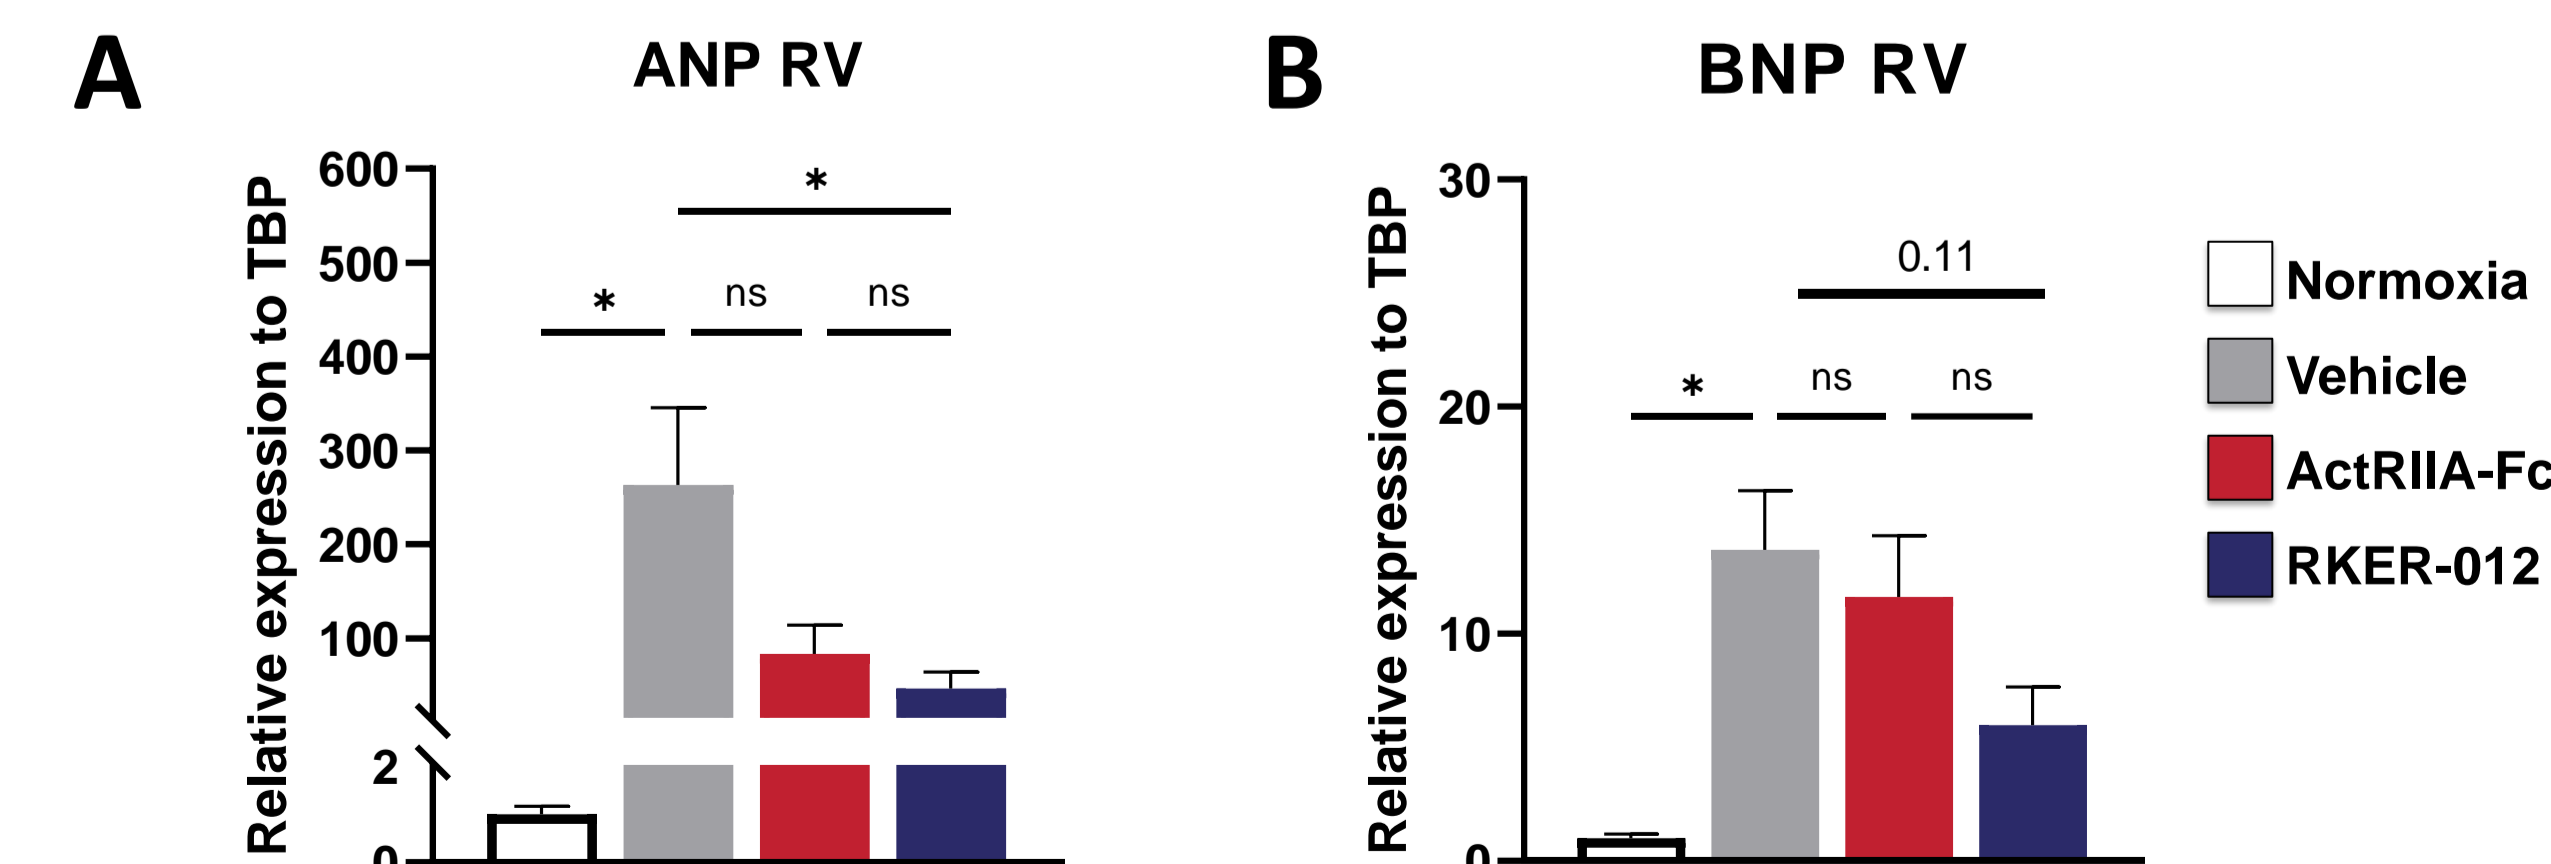 A
ANP RV
Relative expression to TBP
600
500
400
300
200
100
2
0
*
*
ns
ns
B
BNP RV
Relative expression to TBP
30
20
10
0
0.11
*
ns
ns
Normoxia
Vehicle
ActRIIA-Fc
RKER-012